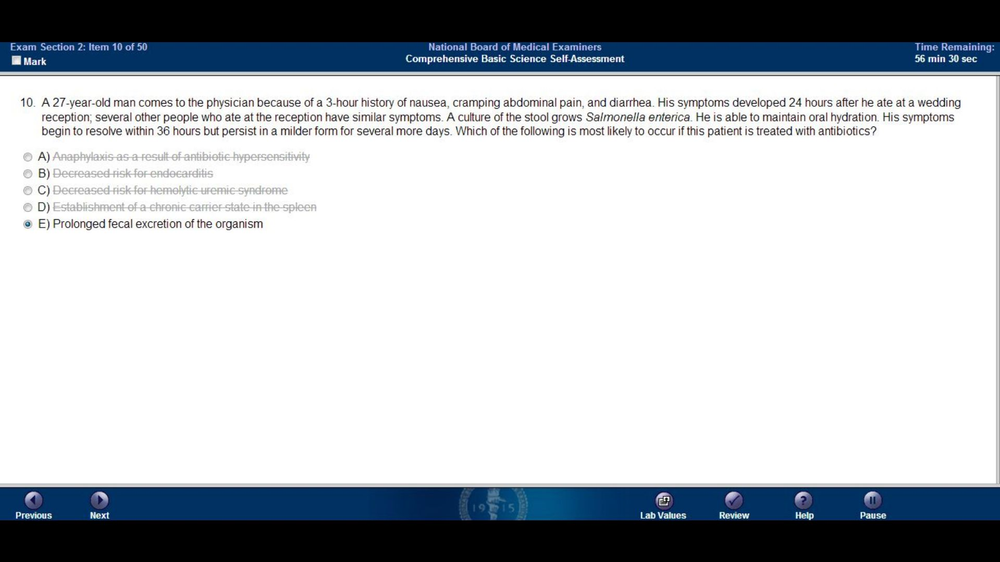 Exam Section 2: Item 10 of 50
National Board of Medical Examiners
Time Remaining:
Mark
Comprehensive Basic Science Self-Assessment
56 min 30 sec
10. A 27-year-old man comes to the physician because of a 3-hour history of nausea, cramping abdominal pain, and diarrhea. His symptoms developed 24 hours after he ate at a wedding
reception; several other people who ate at the reception have similar symptoms. A culture of the stool grows Salmonella enterica. He is able to maintain oral hydration. His symptoms
begin to resolve within 36 hours but persist in a milder form for several more days. Which of the following is most likely to occur if this patient is treated with antibiotics?
A) Anaphylaxis as a result of antibiotic hypersensitivity
B) Decreased risk for endocarditis
C) Decreased risk for hemolytic uremic syndrome
D) Establishment of a chronic carrier state in the spleen
E) Prolonged fecal excretion of the organism
1915
Previous
Next
Lab Values
Review
Help
Pause